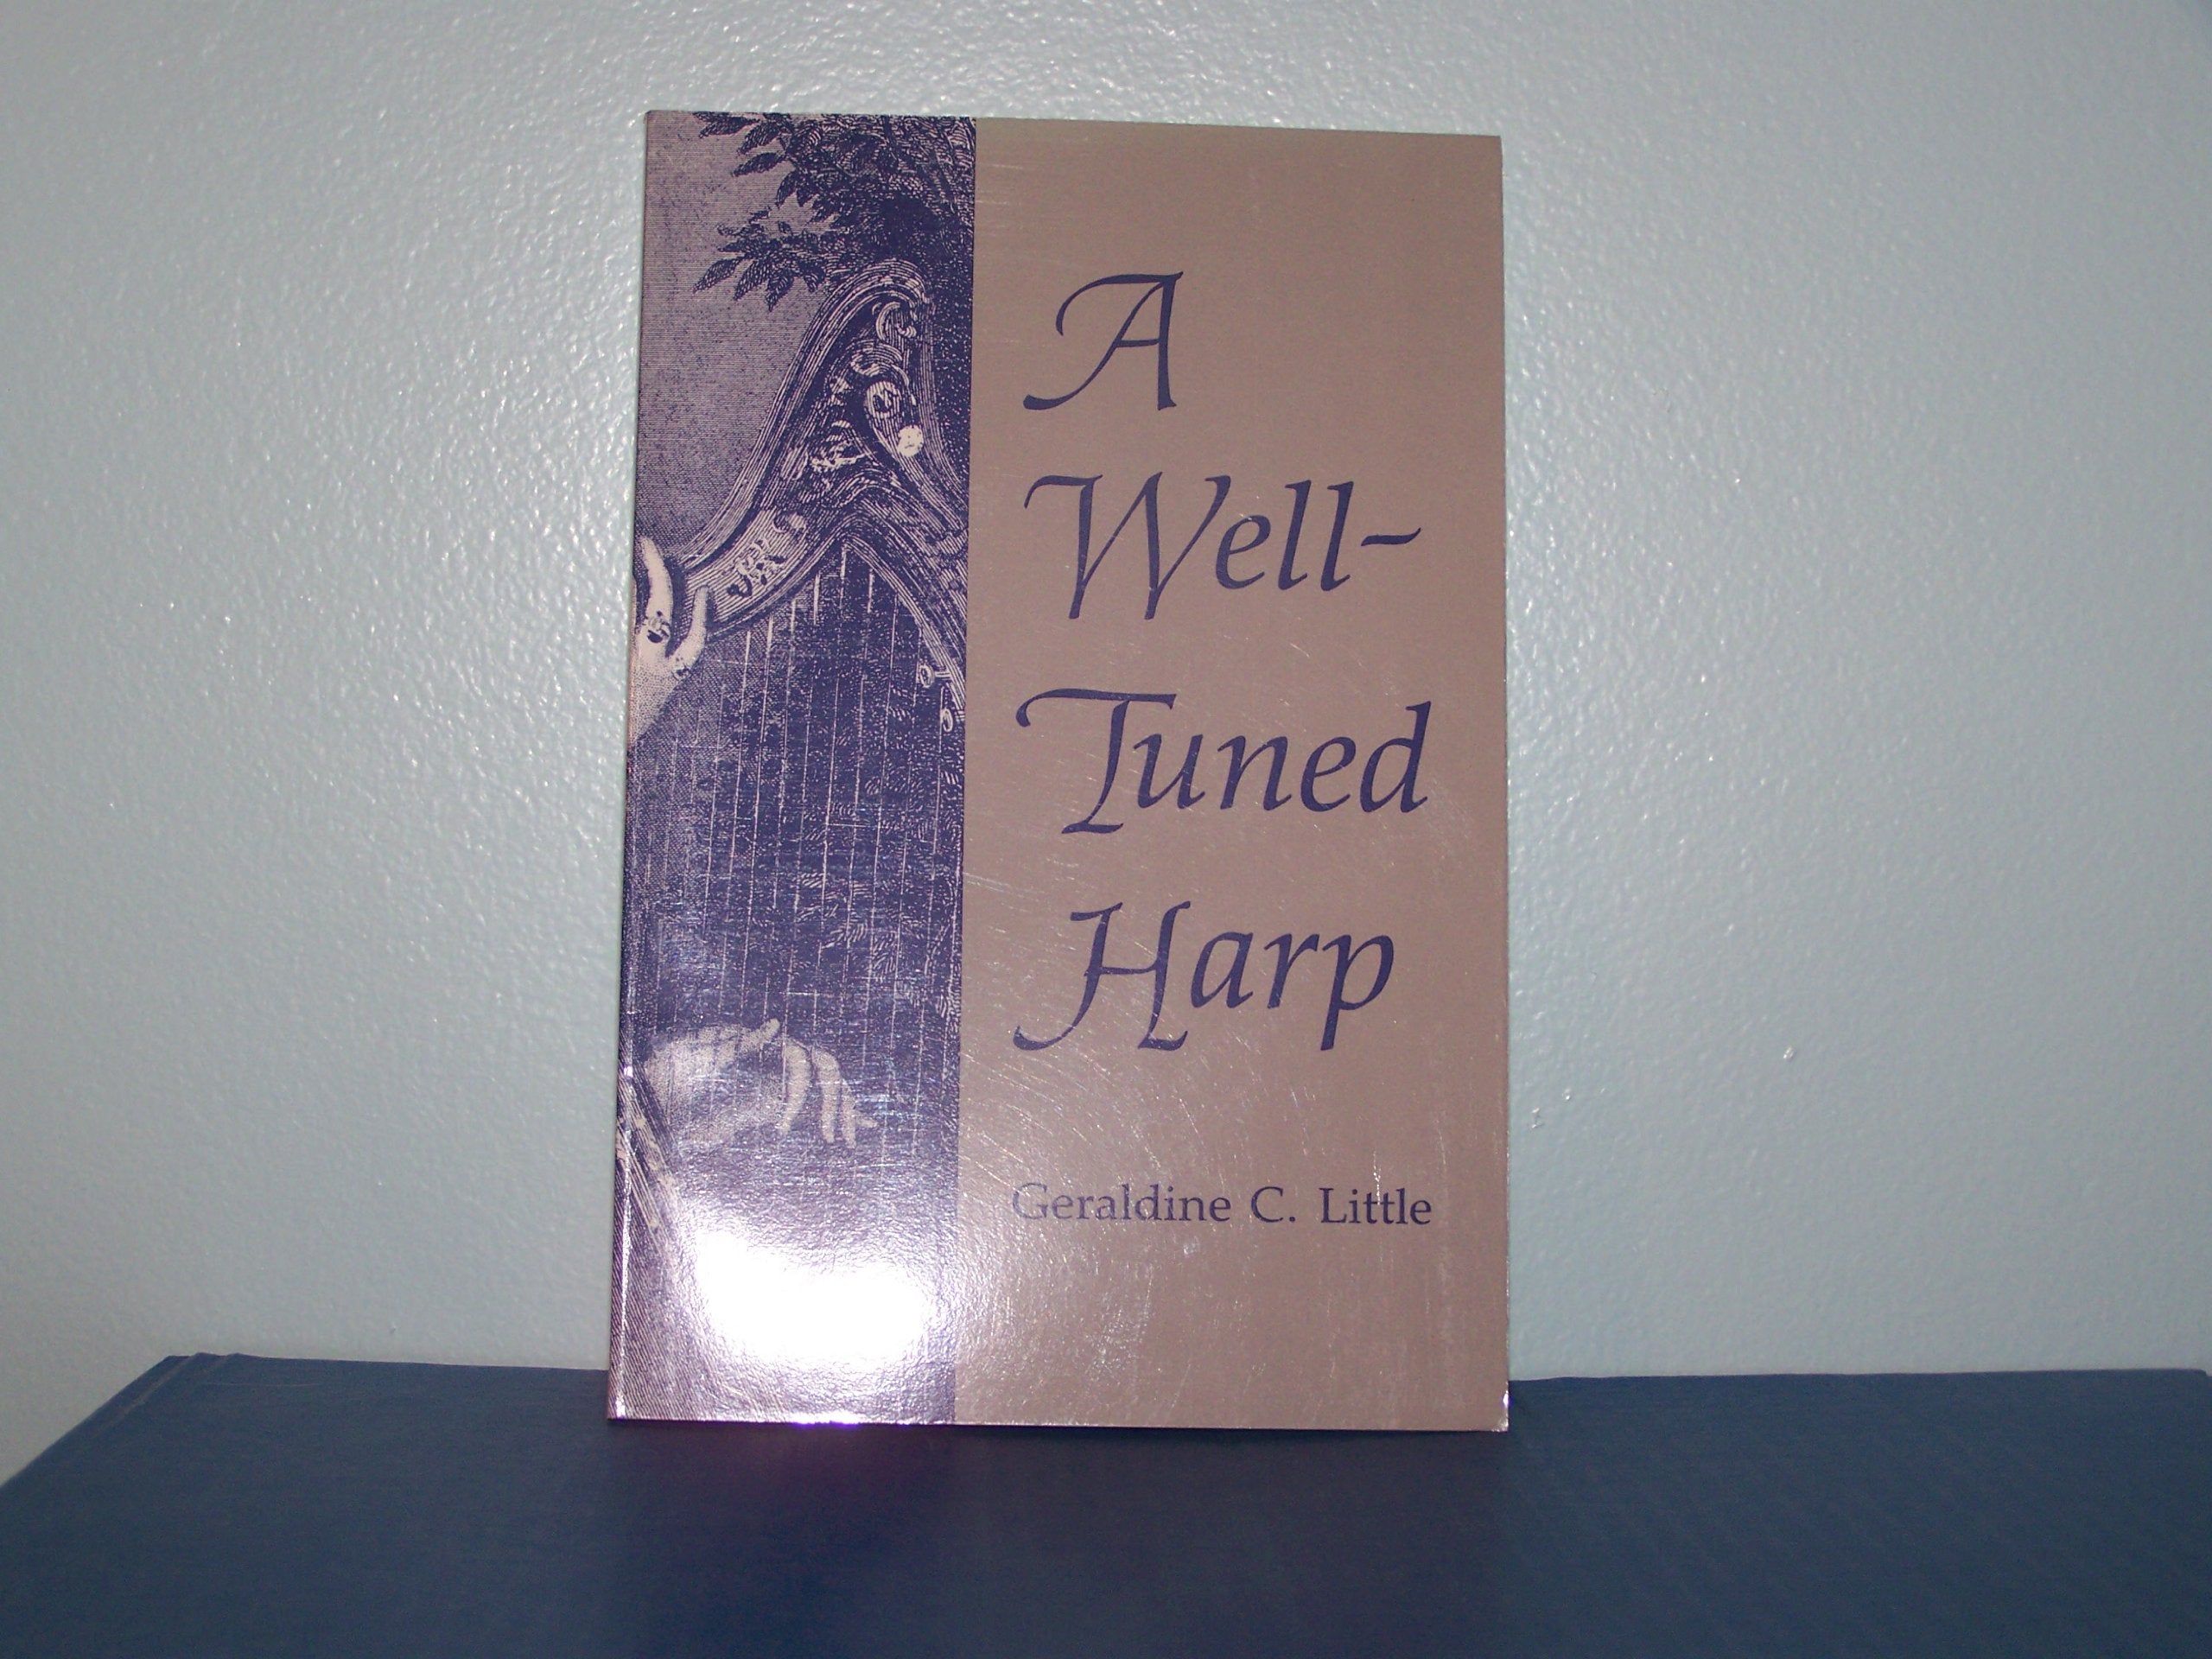 A
Well-
Tuned
Harp
Geraldine C. Little